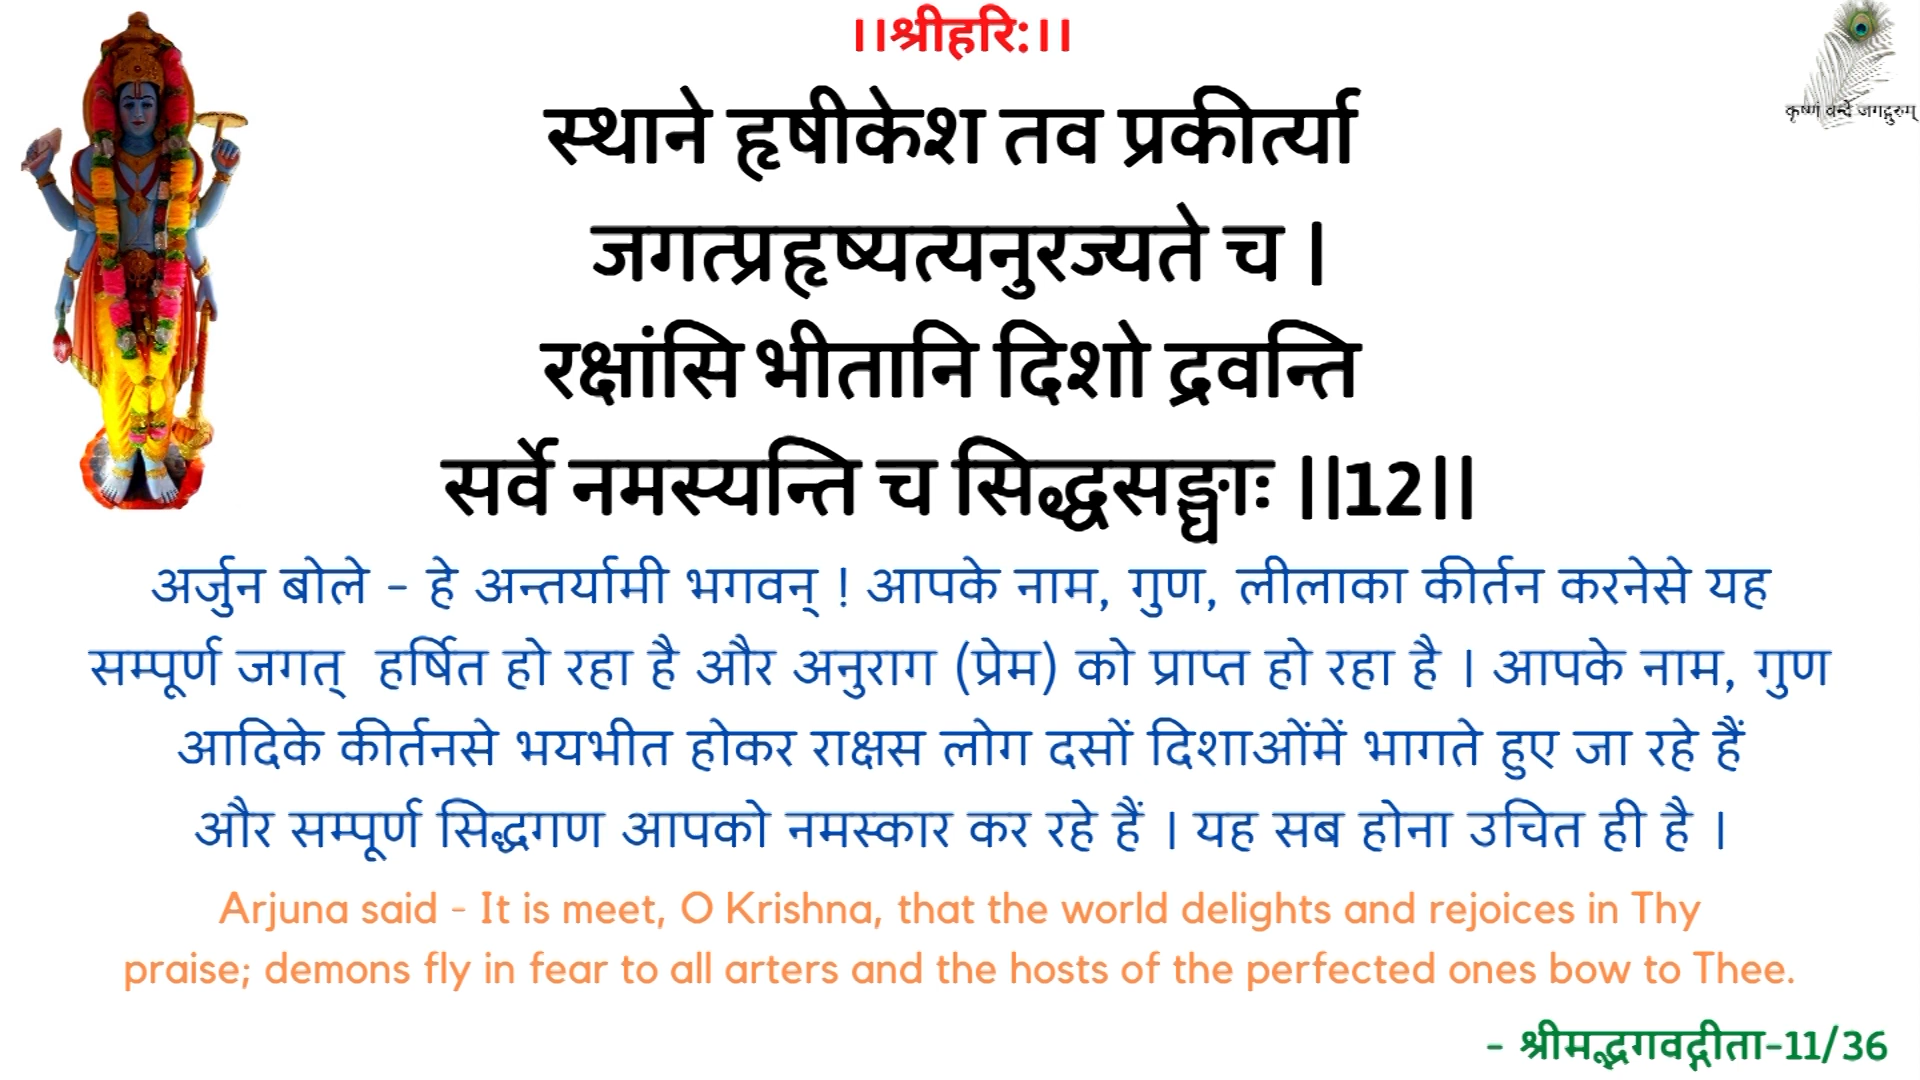 ।।श्रीहरि:।।
कृष्णं वन्दे जगद्गुरुम्
स्थाने हृषीकेश तव प्रकीर्त्या
जगत्प्रहृष्यत्यनुरज्यते च ।
रक्षांसि भीतानि दिशो द्रवन्ति
सर्वे नमस्यन्ति च सिद्धसङ्घाः ||12||
अर्जुन बोले - हे अन्तर्यामी भगवन् ! आपके नाम, गुण, लीलाका कीर्तन करनेसे यह
सम्पूर्ण जगत् हर्षित हो रहा है और अनुराग (प्रेम) को प्राप्त हो रहा है । आपके नाम, गुण
आदिके कीर्तनसे भयभीत होकर राक्षस लोग दसों दिशाओंमें भागते हुए जा रहे हैं
और सम्पूर्ण सिद्धगण आपको नमस्कार कर रहे हैं । यह सब होना उचित ही है ।
Arjuna said - It is meet, O Krishna, that the world delights and rejoices in Thy
praise; demons fly in fear to all arters and the hosts of the perfected ones bow to Thee.
- श्रीमद्भगवद्गीता-11/36